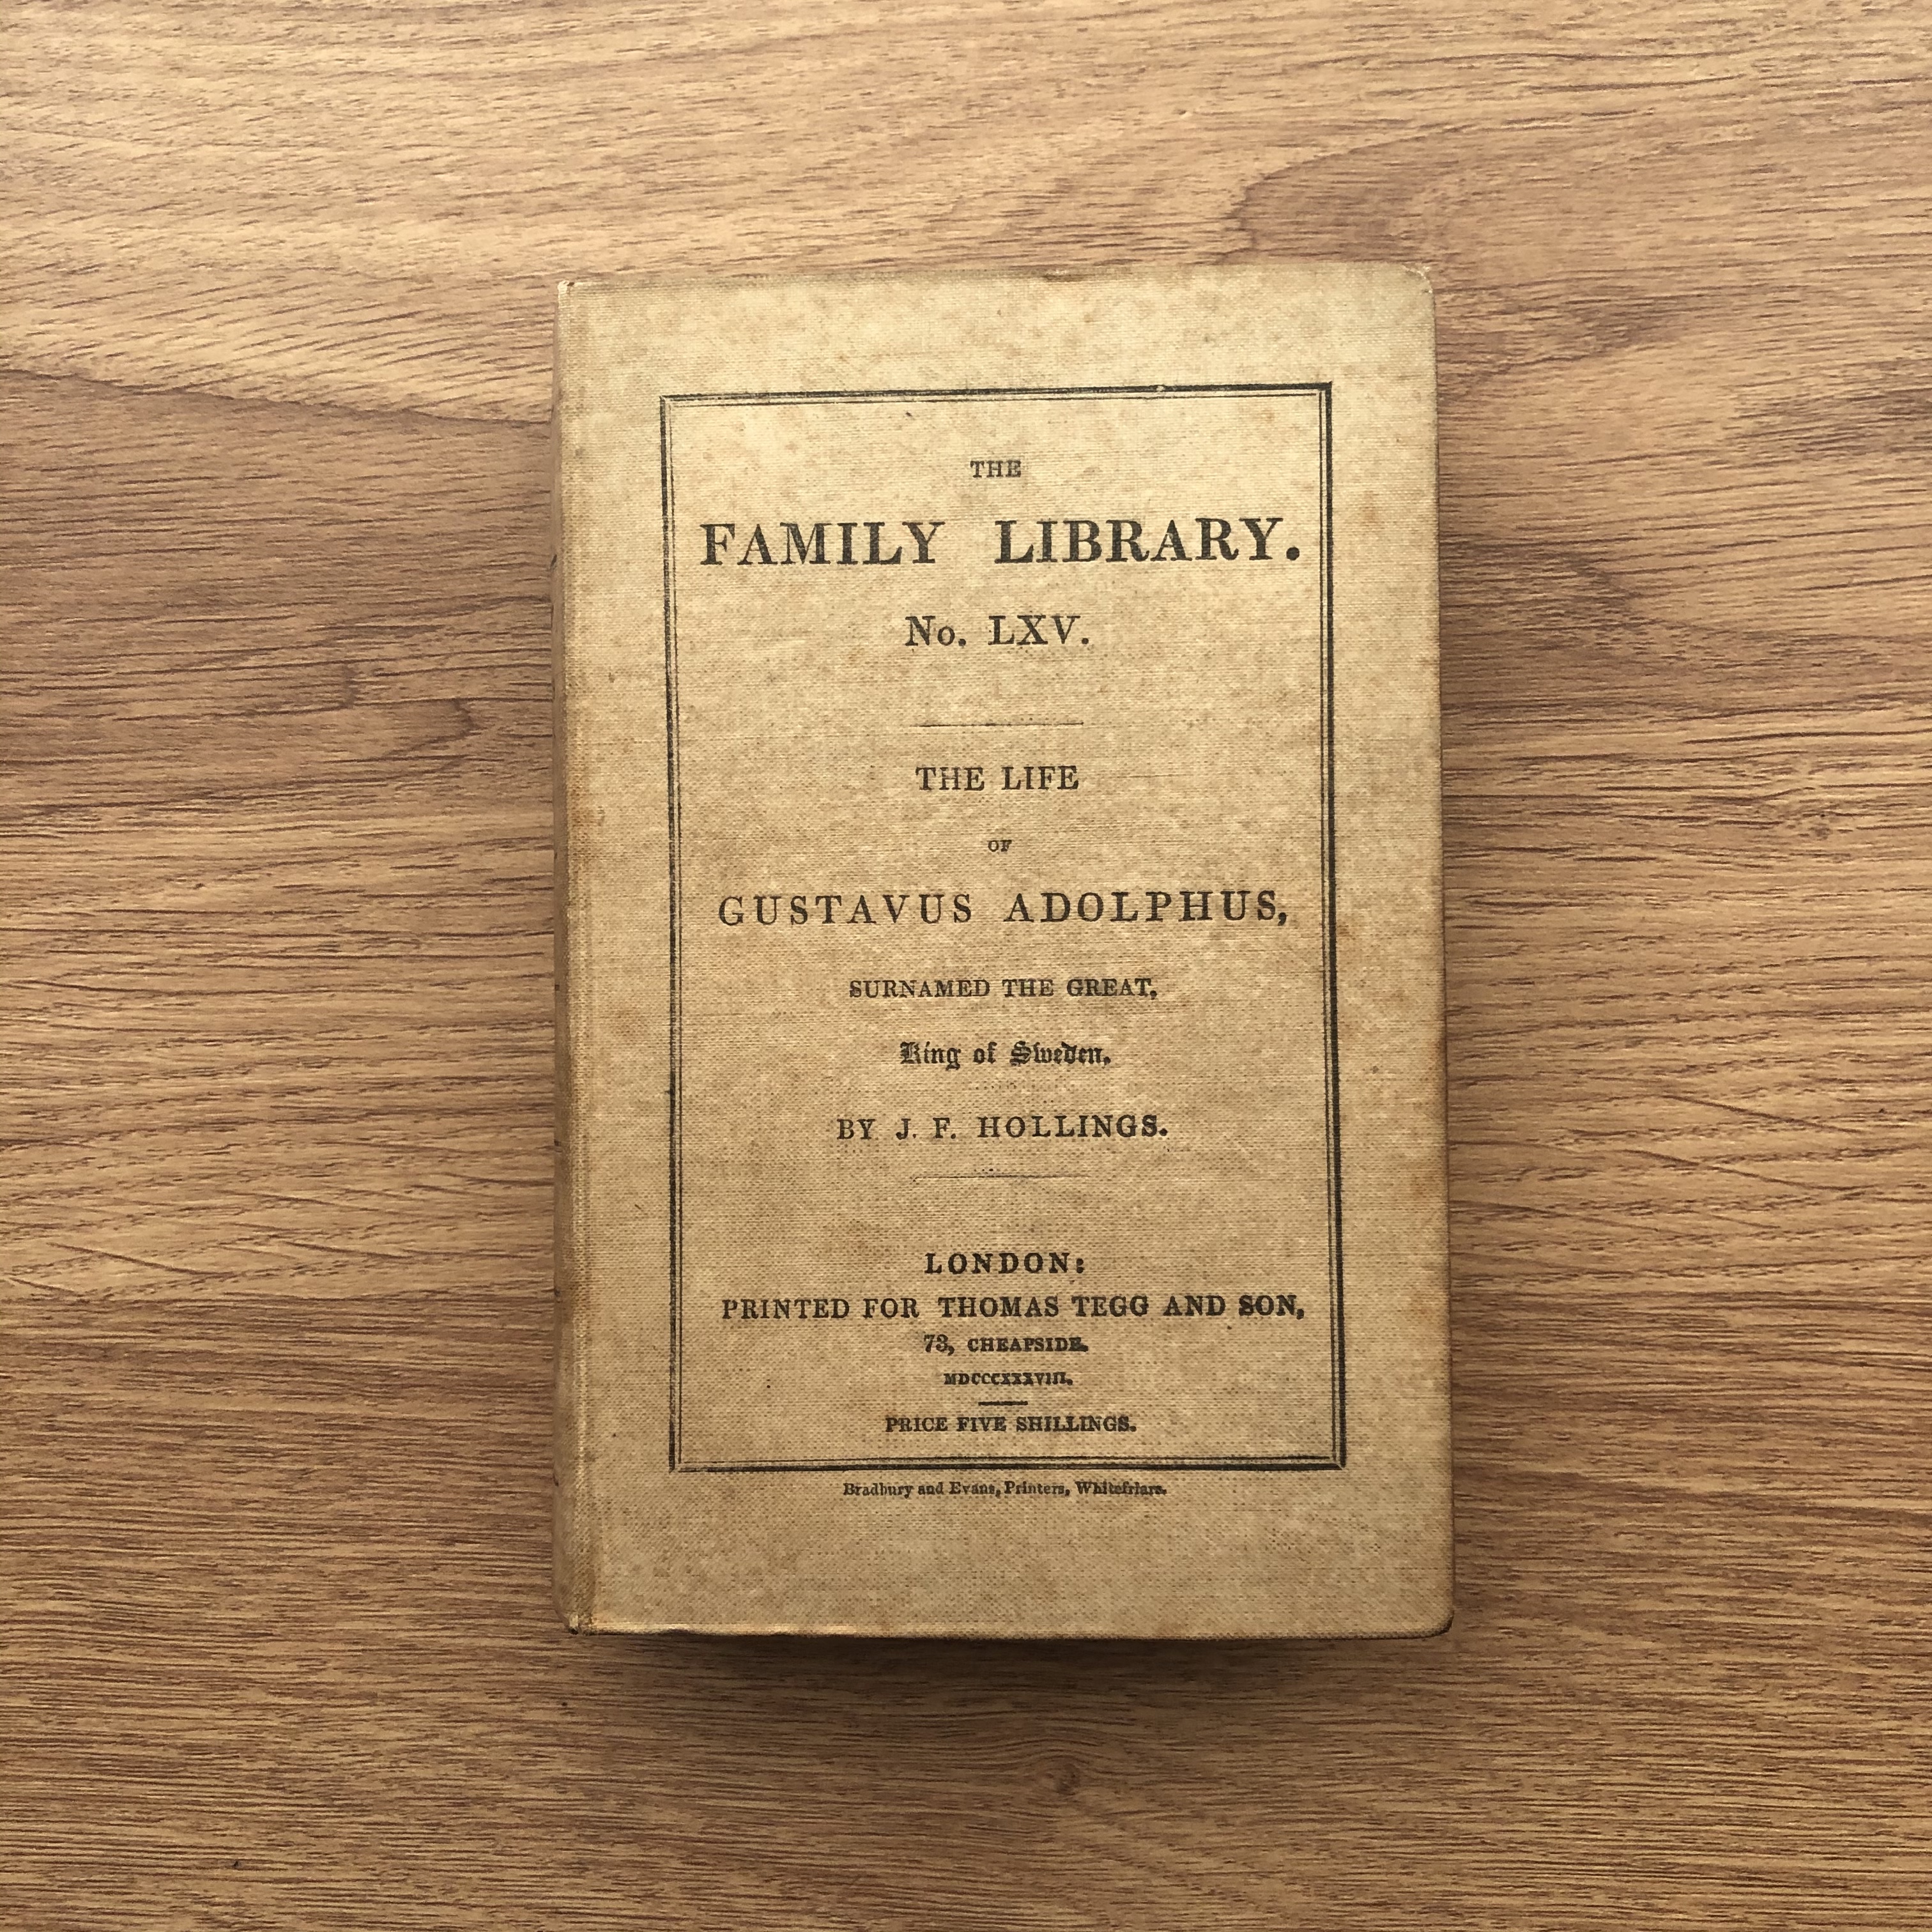 THE
FAMILY LIBRARY.
No. LXV.
THE LIFE
OF
GUSTAVUS ADOLPHUS,
SURNAMED THE GREAT,
King of Sweden.
BY J. F. HOLLINGS.
LONDON:
PRINTED FOR THOMAS TEGG AND SON,
73, CHEAPSIDE.
MDCCCXXXVIII.
PRICE FIVE SHILLINGS.
Bradbury and Evans, Printers, Whitefriars.